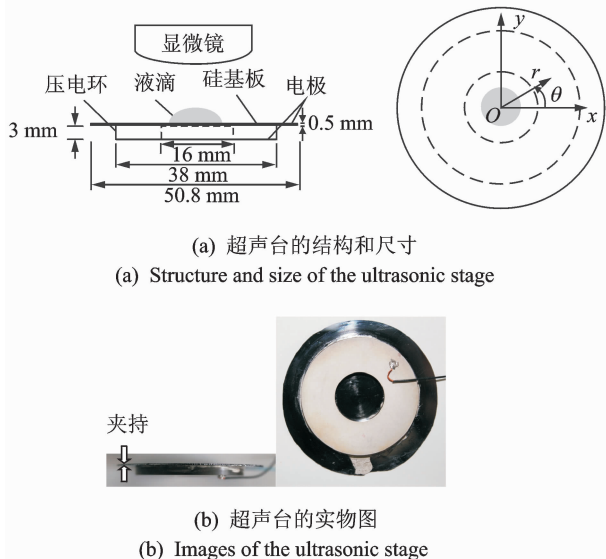 显微镜
压电环 液滴 硅基板 电极
3 mm
0.5 mm
16 mm
38 mm
50.8 mm
y
r
θ
O
x
(a) 超声台的结构和尺寸
(a) Structure and size of the ultrasonic stage
夹持
(b) 超声台的实物图
(b) Images of the ultrasonic stage